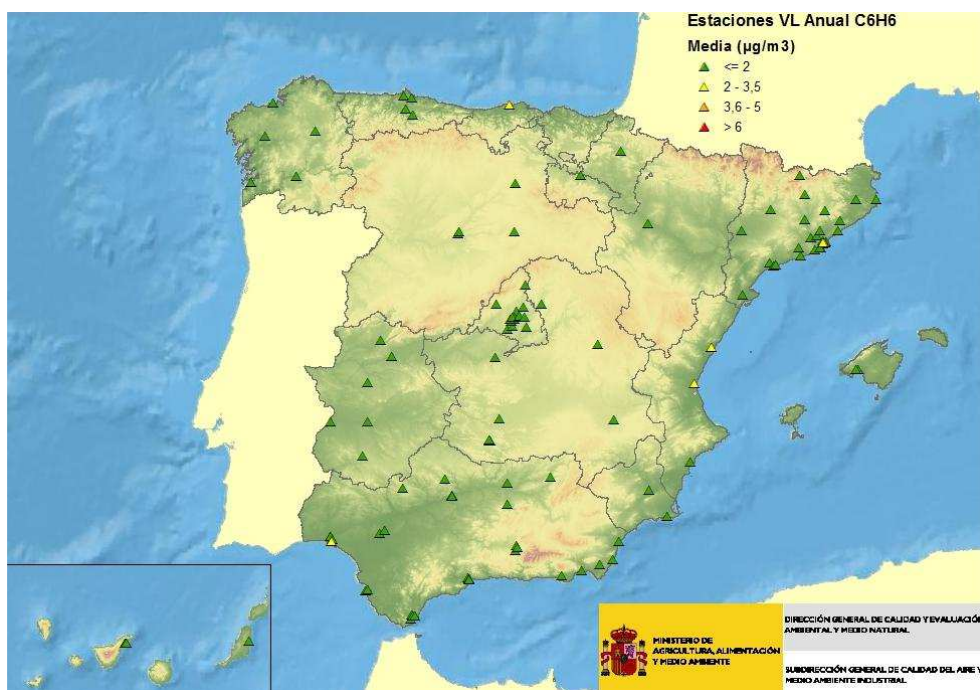 Estaciones VL Anual C6H6
Media (µg/m3)
<= 2
2 - 3,5
3,6 - 5
> 6
MINISTERIO DE
AGRICULTURA, ALIMENTACIÓN
Y MEDIO AMBIENTE
DIRECCIÓN GENERAL DE CALIDAD Y EVALUACIÓN
AMBIENTAL Y MEDIO NATURAL
SUBDIRECCIÓN GENERAL DE CALIDAD DEL AIRE Y
MEDIO AMBIENTE INDUSTRIAL